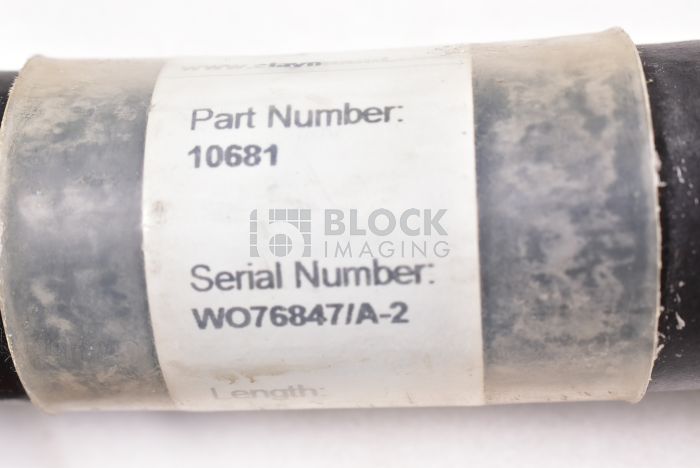 Part Number:
10681
BLOCK
IMAGING
Serial Number:
WO76847/A-2
Length: